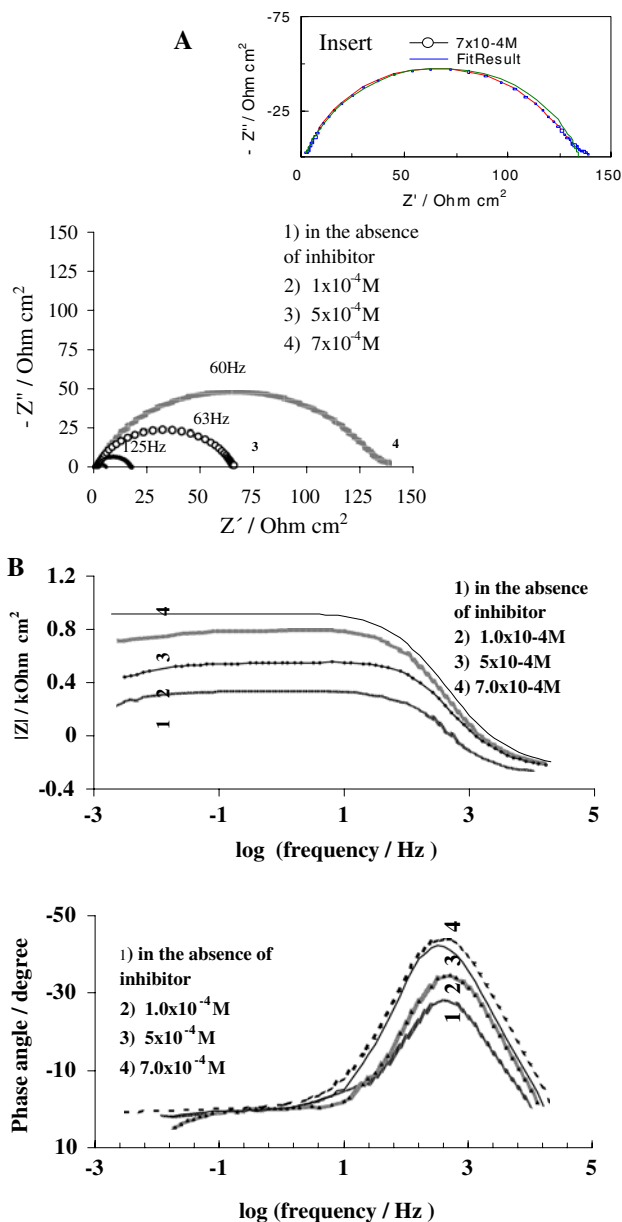 A
Insert
7x10-4M
FitResult
-75
-25
- Z'' / Ohm cm2
0 50 100 150
Z' / Ohm cm2
1) in the absence
of inhibitor
2) 1x10-4M
3) 5x10-4M
4) 7x10-4M
150
125
100
75
50
25
0
- Z'' / Ohm cm2
60Hz
63Hz
125Hz
3
4
0 25 50 75 100 125 150
Z´ / Ohm cm2
B
1.2
0.8
0.4
0
-0.4
|Z| / kOhm cm2
4
3
2
1
1) in the absence
of inhibitor
2) 1.0x10-4M
3) 5x10-4M
4) 7.0x10-4M
-3 -1 1 3 5
log (frequency / Hz )
-50
-30
-10
10
Phase angle / degree
1) in the absence of
inhibitor
2) 1.0x10-4M
3) 5x10-4M
4) 7.0x10-4M
4
3
2
1
-3 -1 1 3 5
log (frequency / Hz )